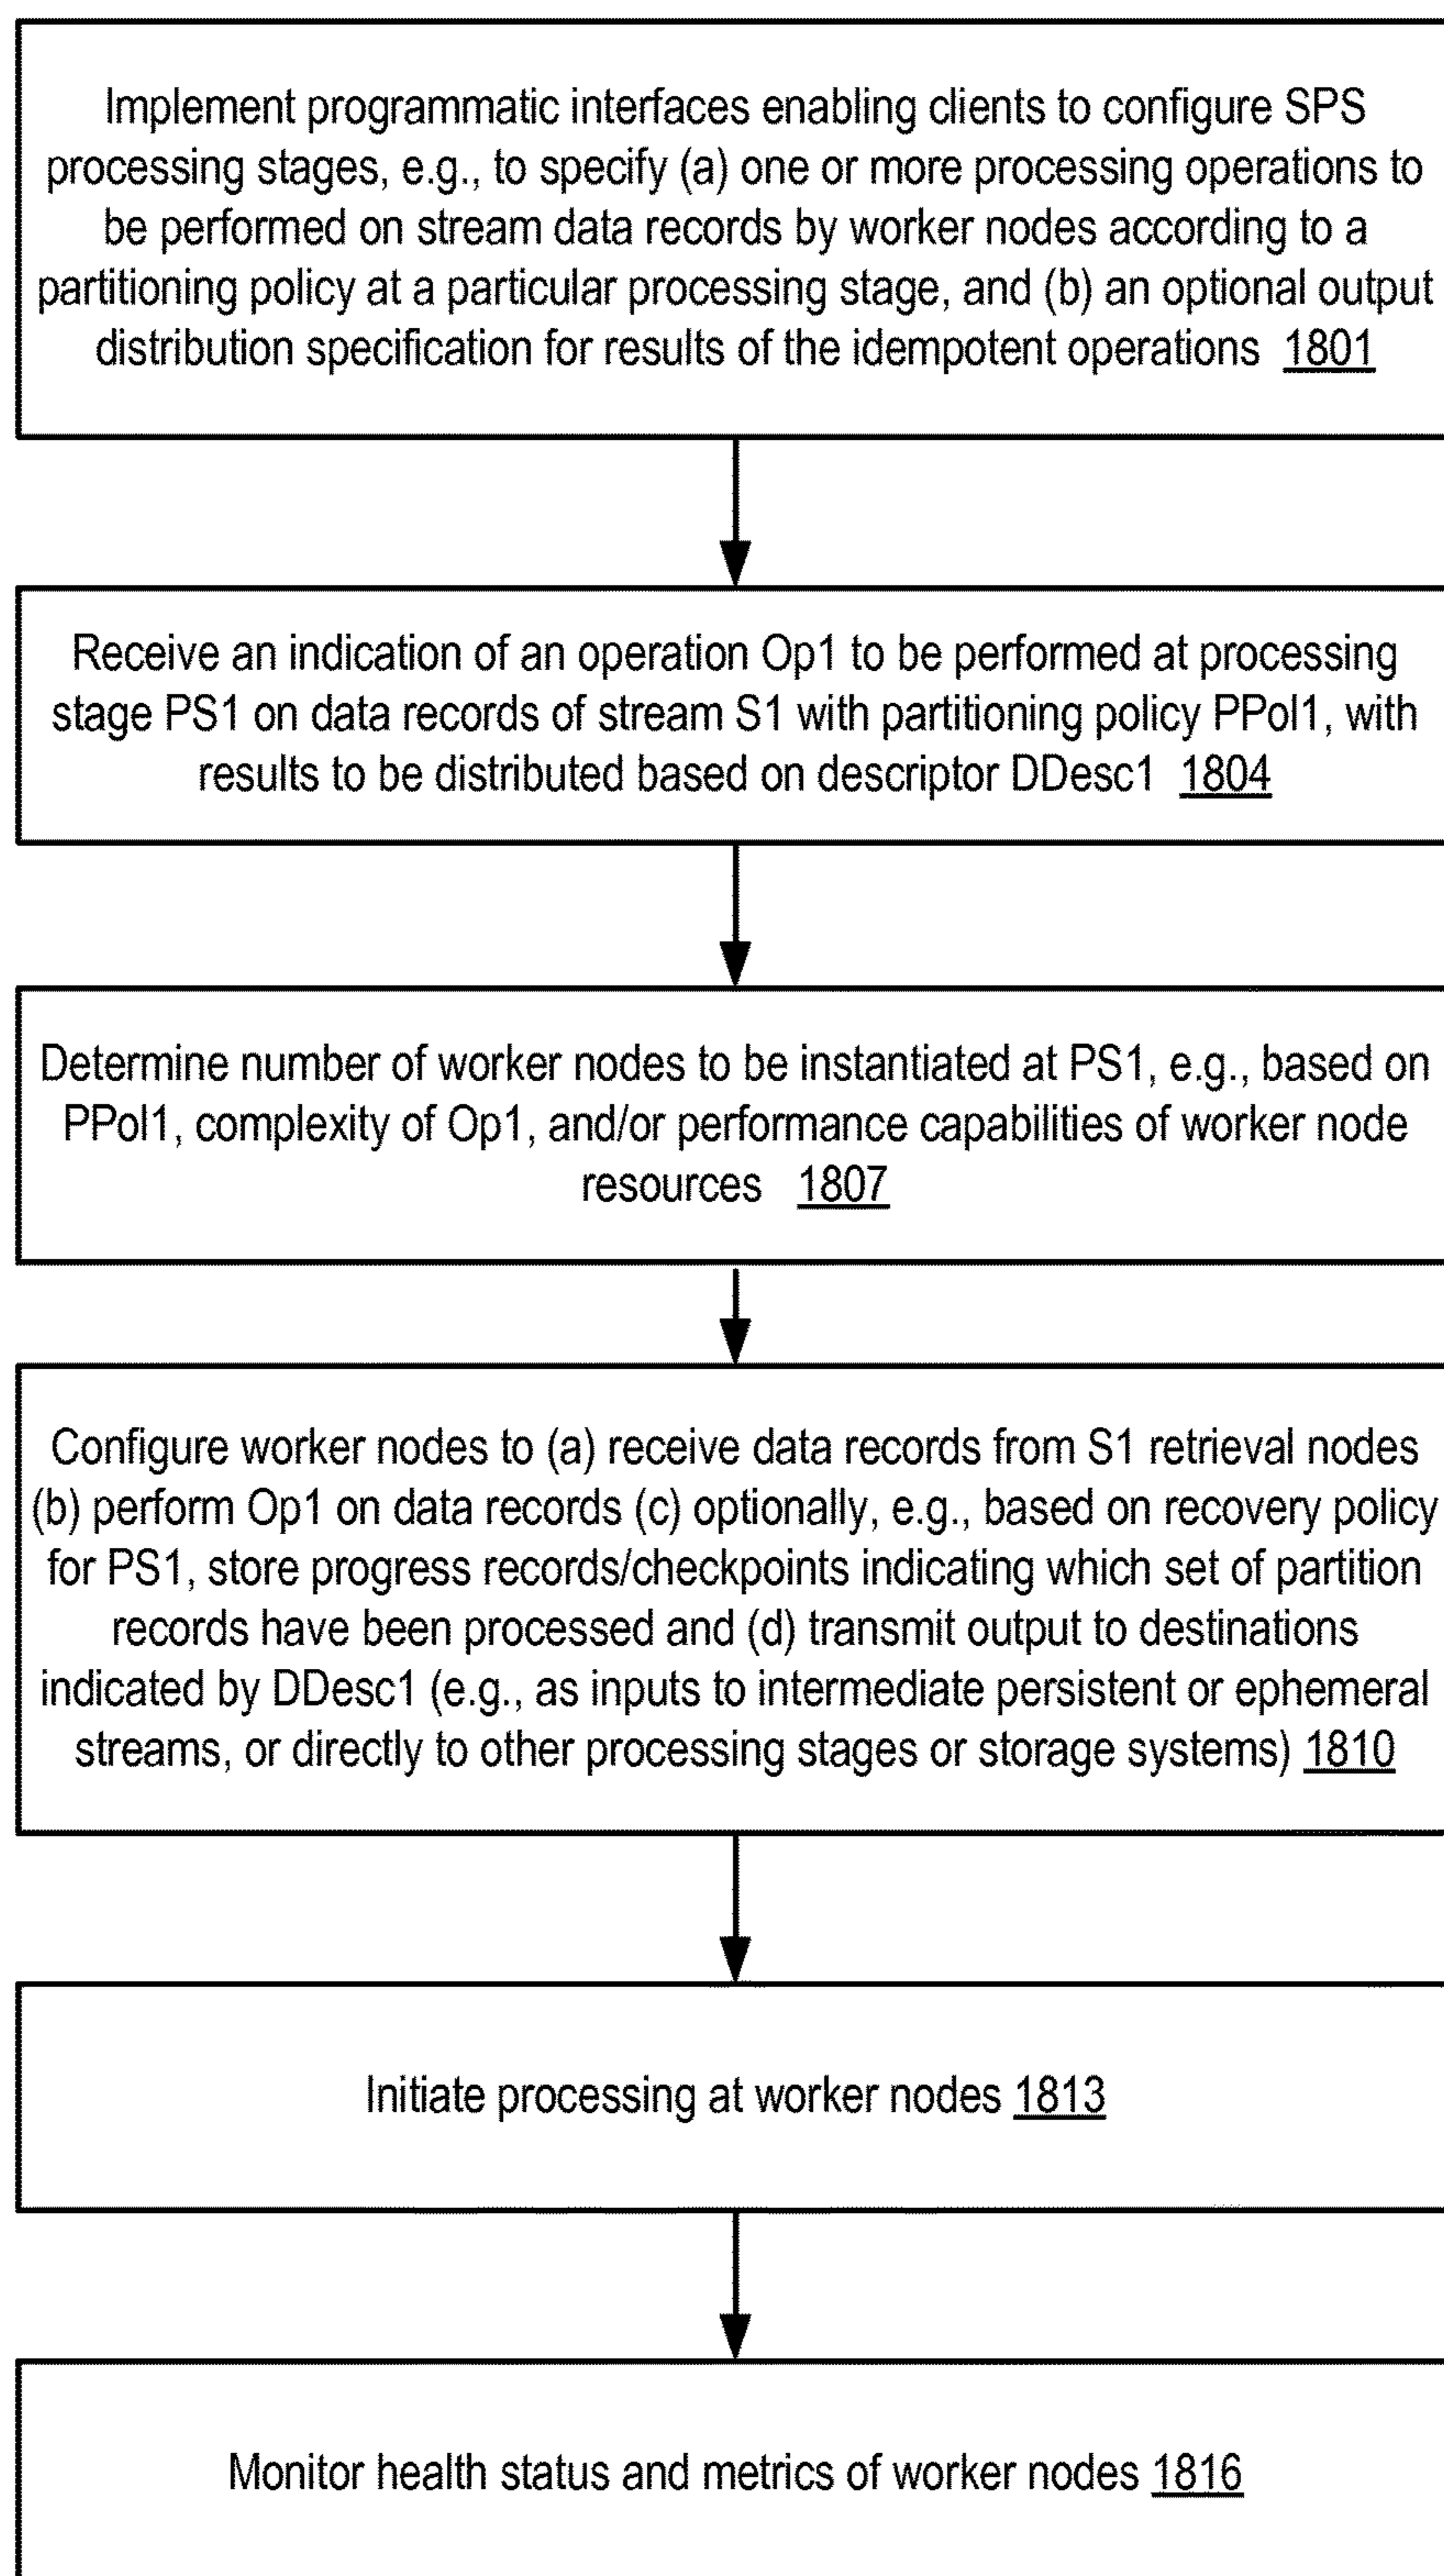 Implement programmatic interfaces enabling clients to configure SPS
processing stages, e.g., to specify (a) one or more processing operations to
be performed on stream data records by worker nodes according to a
partitioning policy at a particular processing stage, and (b) an optional output
distribution specification for results of the idempotent operations 1801
Receive an indication of an operation Op1 to be performed at processing
stage PS1 on data records of stream S1 with partitioning policy PPol1, with
results to be distributed based on descriptor DDesc1 1804
Determine number of worker nodes to be instantiated at PS1, e.g., based on
PPol1, complexity of Op1, and/or performance capabilities of worker node
resources 1807
Configure worker nodes to (a) receive data records from S1 retrieval nodes
(b) perform Op1 on data records (c) optionally, e.g., based on recovery policy
for PS1, store progress records/checkpoints indicating which set of partition
records have been processed and (d) transmit output to destinations
indicated by DDesc1 (e.g., as inputs to intermediate persistent or ephemeral
streams, or directly to other processing stages or storage systems) 1810
Initiate processing at worker nodes 1813
Monitor health status and metrics of worker nodes 1816